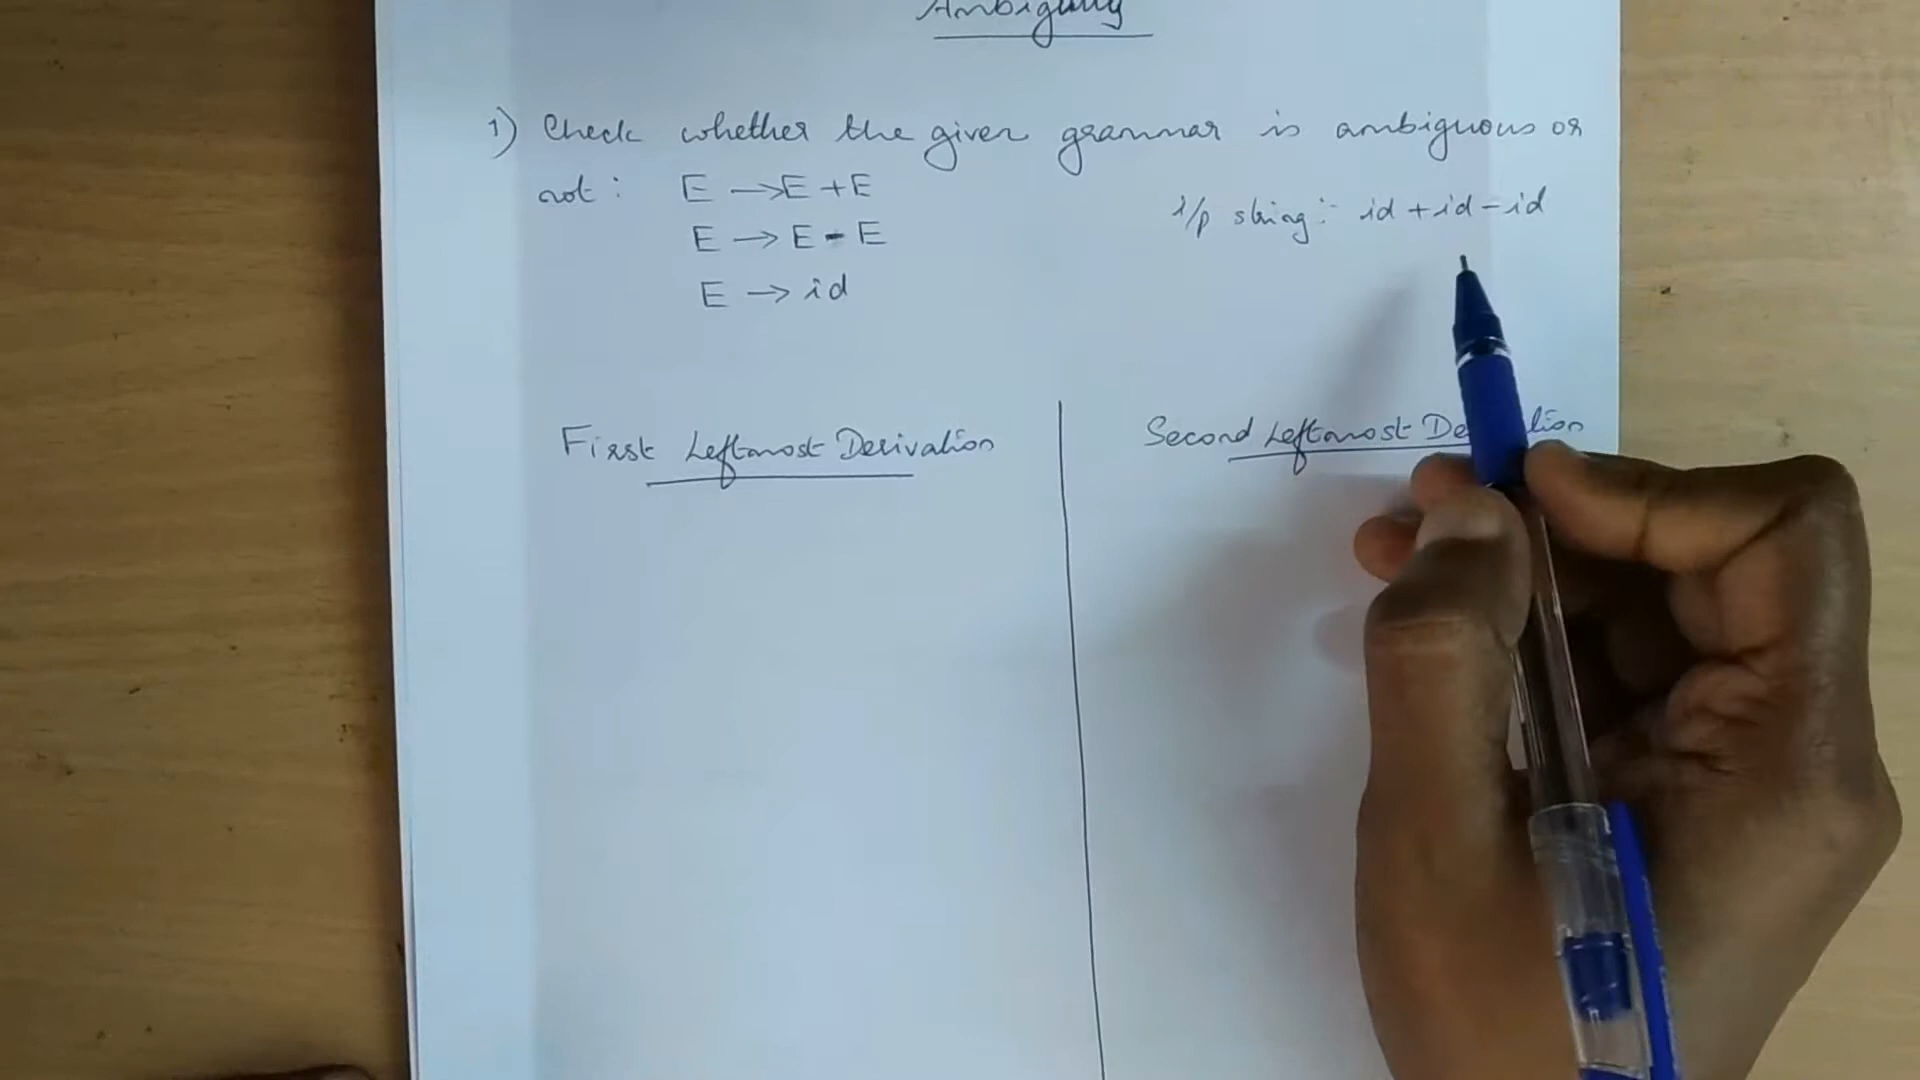 Ambiguity
1) Check whether the given grammar is ambiguous or
not : E → E + E
i/p string :- id + id - id
E → E - E
E → id
First Leftmost Derivation
Second Leftmost